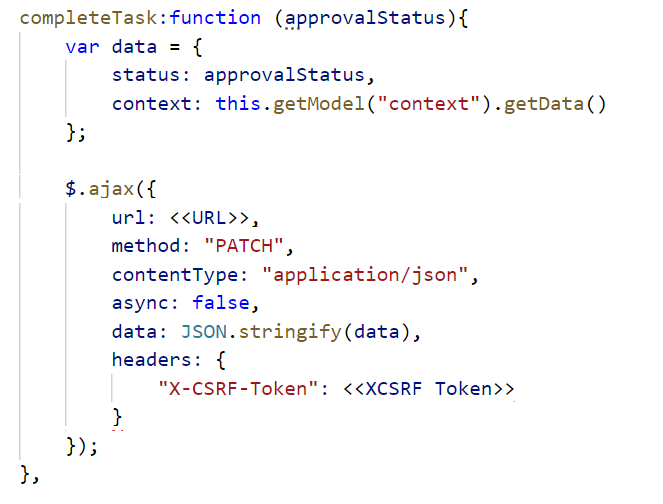 completeTask:function (approvalStatus){
var data = {
status: approvalStatus,
context: this.getModel("context").getData()
};
$.ajax({
url: <<URL>>,
method: "PATCH",
contentType: "application/json",
async: false,
data: JSON.stringify(data),
headers: {
"X-CSRF-Token": <<XCSRF Token>>
}
});
},